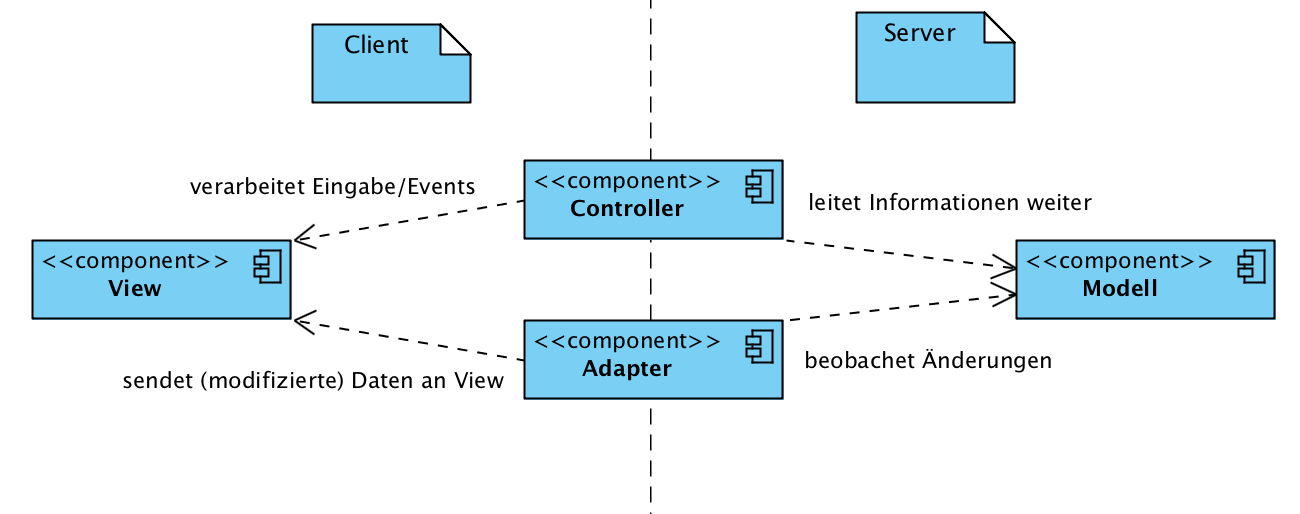 Client
Server
verarbeitet Eingabe/Events
<<component>>
Controller
leitet Informationen weiter
<<component>>
View
<<component>>
Modell
<<component>>
Adapter
sendet (modifizierte) Daten an View
beobachet Änderungen